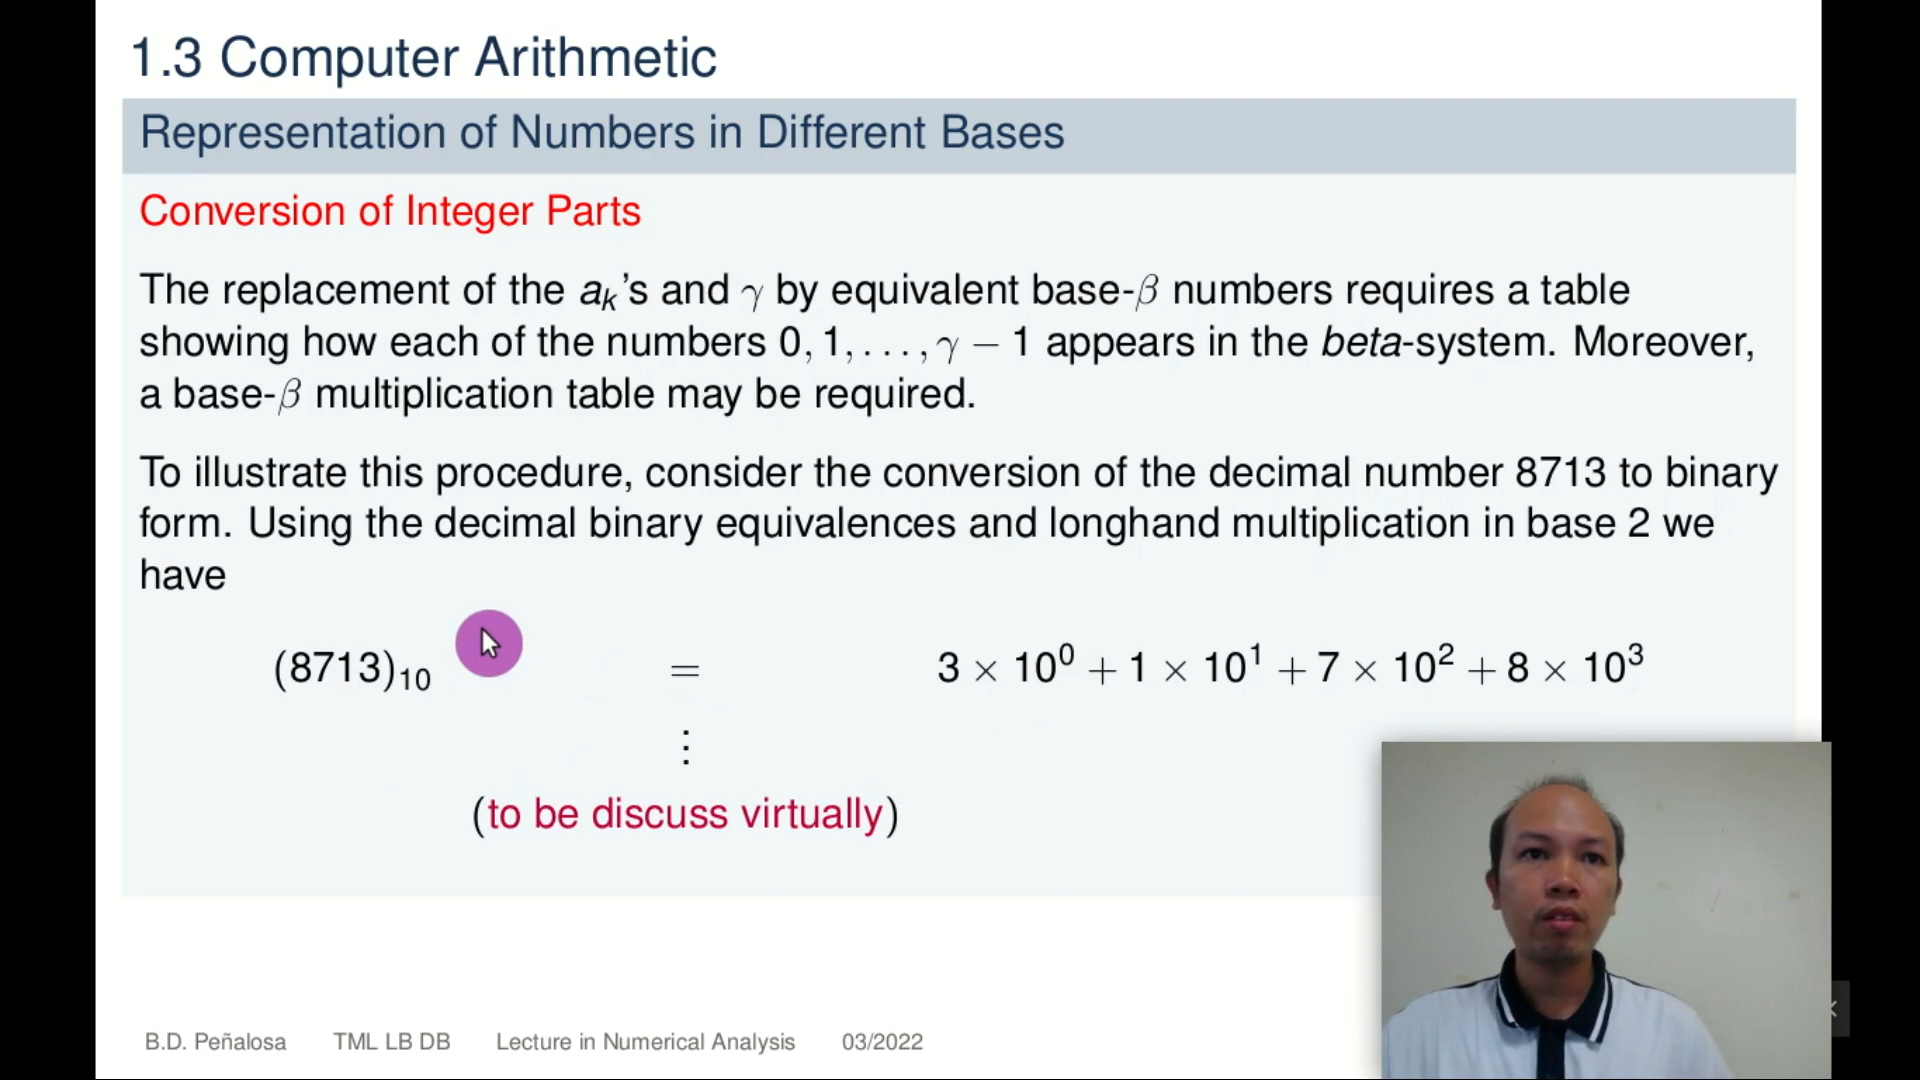 1.3 Computer Arithmetic
Representation of Numbers in Different Bases
Conversion of Integer Parts
The replacement of the aₖ's and γ by equivalent base-β numbers requires a table
showing how each of the numbers 0, 1, . . . , γ − 1 appears in the beta-system. Moreover,
a base-β multiplication table may be required.
To illustrate this procedure, consider the conversion of the decimal number 8713 to binary
form. Using the decimal binary equivalences and longhand multiplication in base 2 we
have
(8713)₁₀ = 3 × 10⁰ + 1 × 10¹ + 7 × 10² + 8 × 10³
⋮
(to be discuss virtually)
B.D. Peñalosa TML LB DB Lecture in Numerical Analysis 03/2022